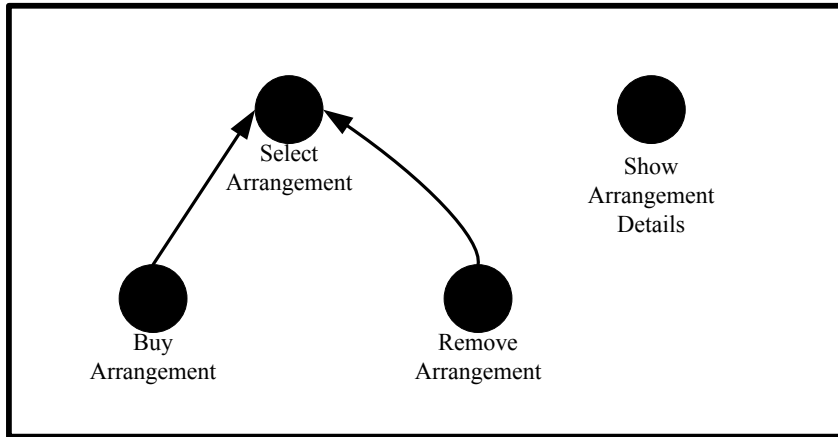 Select
Arrangement
Show
Arrangement
Details
Buy
Arrangement
Remove
Arrangement